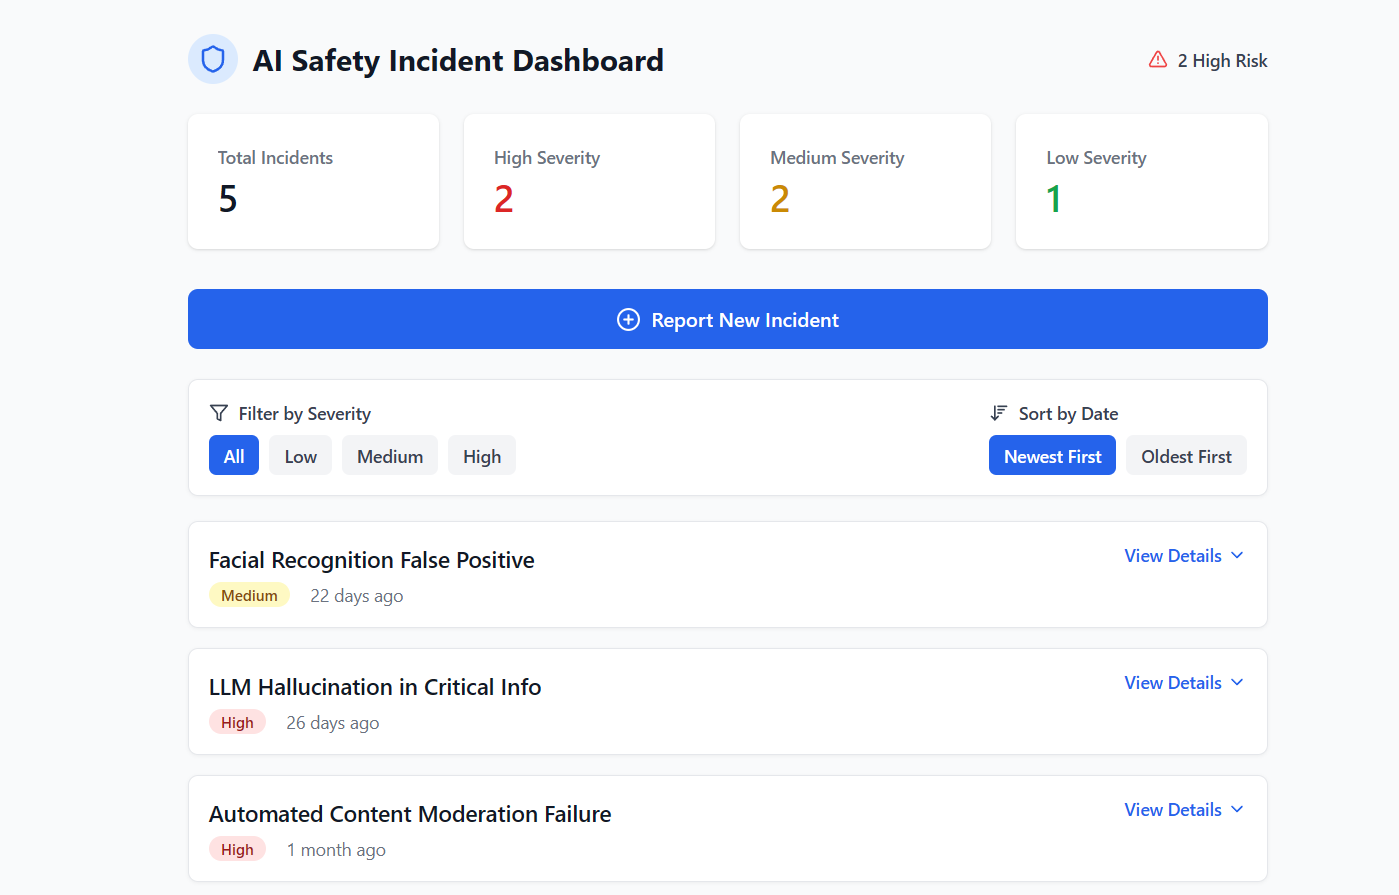 AI Safety Incident Dashboard
2 High Risk
Total Incidents
5
High Severity
2
Medium Severity
2
Low Severity
1
Report New Incident
Filter by Severity
All Low Medium High
Sort by Date
Newest First Oldest First
Facial Recognition False Positive
View Details
Medium 22 days ago
LLM Hallucination in Critical Info
View Details
High 26 days ago
Automated Content Moderation Failure
View Details
High 1 month ago